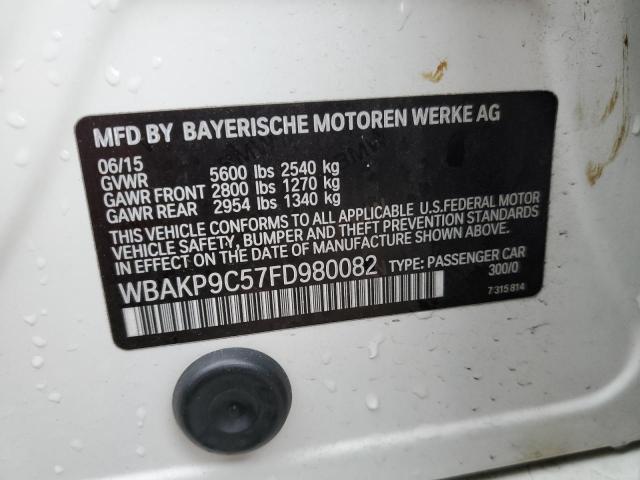 MFD BY BAYERISCHE MOTOREN WERKE AG
06/15
GVWR 5600 lbs 2540 kg
GAWR FRONT 2800 lbs 1270 kg
GAWR REAR 2954 lbs 1340 kg
THIS VEHICLE CONFORMS TO ALL APPLICABLE U.S.FEDERAL MOTOR
VEHICLE SAFETY, BUMPER AND THEFT PREVENTION STANDARDS
IN EFFECT ON THE DATE OF MANUFACTURE SHOWN ABOVE.
WBAKP9C57FD980082 TYPE: PASSENGER CAR
300/0
7 315 814